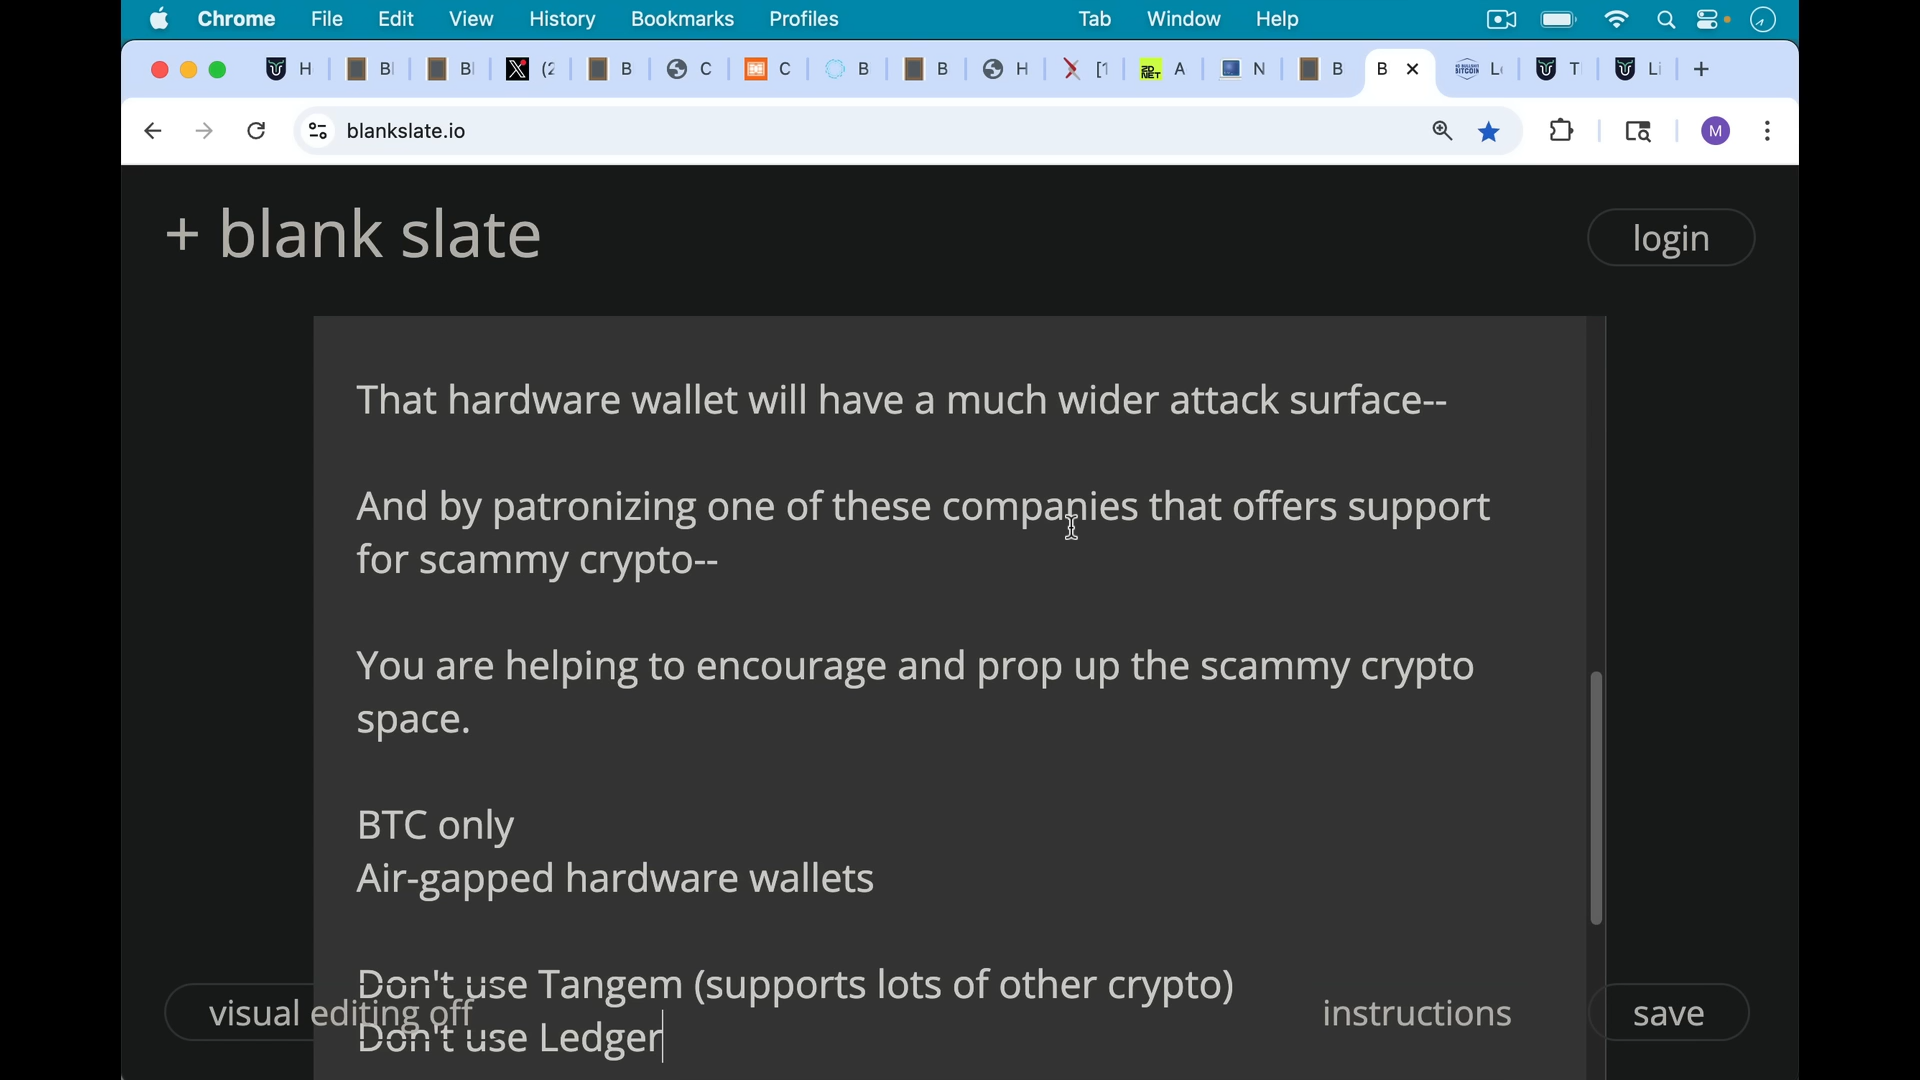 Chrome File Edit View History Bookmarks Profiles Tab Window Help
H B B (2 B C C B B H [1 A N B B L T Li
blankslate.io
M
+ blank slate
login
That hardware wallet will have a much wider attack surface--
And by patronizing one of these companies that offers support
for scammy crypto--
You are helping to encourage and prop up the scammy crypto
space.
BTC only
Air-gapped hardware wallets
Don't use Tangem (supports lots of other crypto)
Don't use Ledger
visual editing off
instructions
save